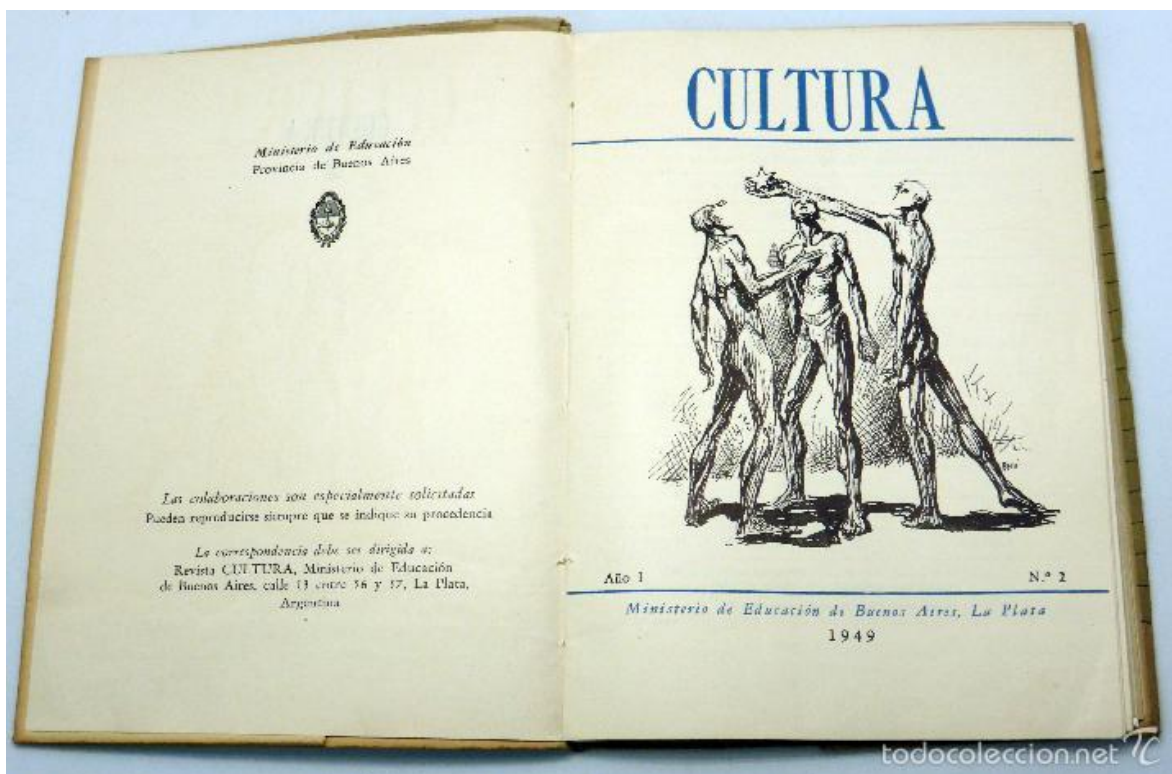 Ministerio de Educación
Provincia de Buenos Aires
Las colaboraciones son especialmente solicitadas
Pueden reproducirse siempre que se indique su procedencia
La correspondencia debe ser dirigida a:
Revista CULTURA, Ministerio de Educación
de Buenos Aires, calle 13 entre 56 y 57, La Plata,
Argentina
CULTURA
Año 1
N.º 2
Ministerio de Educación de Buenos Aires, La Plata
1949
todocoleccion.net TC